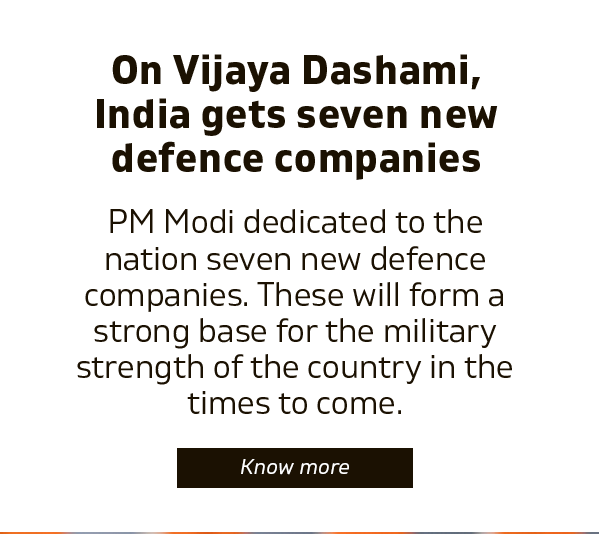 On Vijaya Dashami,
India gets seven new
defence companies
PM Modi dedicated to the
nation seven new defence
companies. These will form a
strong base for the military
strength of the country in the
times to come.
Know more